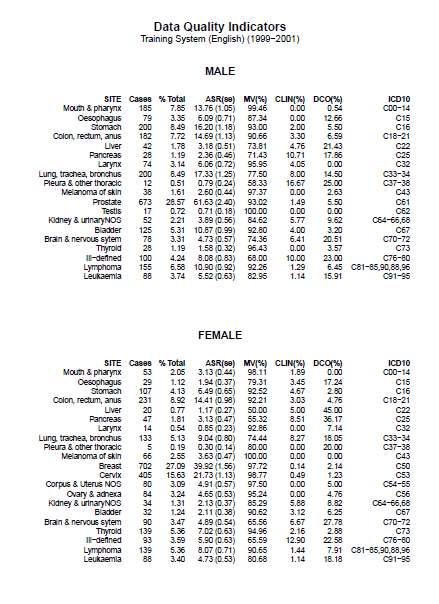 Data Quality Indicators
Training System (English) (1999−2001)
MALE
SITE Cases % Total ASR(se) MV(%) CLIN(%) DCO(%) ICD10
Mouth & pharynx 185 7.85 13.76 (1.05) 99.46 0.00 0.54 C00−14
Oesophagus 79 3.35 6.09 (0.71) 87.34 0.00 12.66 C15
Stomach 200 8.49 16.20 (1.18) 93.00 2.00 5.50 C16
Colon, rectum, anus 182 7.72 14.69 (1.13) 90.66 3.30 6.59 C18−21
Liver 42 1.78 3.18 (0.51) 73.81 4.76 21.43 C22
Pancreas 28 1.19 2.36 (0.46) 71.43 10.71 17.86 C25
Larynx 74 3.14 6.06 (0.72) 95.95 4.05 0.00 C32
Lung, trachea, bronchus 200 8.49 17.33 (1.25) 77.50 8.00 14.50 C33−34
Pleura & other thoracic 12 0.51 0.79 (0.24) 58.33 16.67 25.00 C37−38
Melanoma of skin 38 1.61 2.60 (0.44) 97.37 0.00 2.63 C43
Prostate 673 28.57 61.63 (2.40) 93.02 1.49 5.50 C61
Testis 17 0.72 0.71 (0.18) 100.00 0.00 0.00 C62
Kidney & urinaryNOS 52 2.21 3.89 (0.56) 84.62 5.77 9.62 C64−66,68
Bladder 125 5.31 10.87 (0.99) 92.80 4.00 3.20 C67
Brain & nervous sytem 78 3.31 4.73 (0.57) 74.36 6.41 20.51 C70−72
Thyroid 28 1.19 1.58 (0.32) 96.43 0.00 3.57 C73
Ill−defined 100 4.24 8.08 (0.83) 68.00 10.00 23.00 C76−80
Lymphoma 155 6.58 10.90 (0.92) 92.26 1.29 6.45 C81−85,90,88,96
Leukaemia 88 3.74 5.52 (0.63) 82.95 1.14 15.91 C91−95
FEMALE
SITE Cases % Total ASR(se) MV(%) CLIN(%) DCO(%) ICD10
Mouth & pharynx 53 2.05 3.13 (0.44) 98.11 1.89 0.00 C00−14
Oesophagus 29 1.12 1.94 (0.37) 79.31 3.45 17.24 C15
Stomach 107 4.13 6.49 (0.65) 92.52 4.67 2.80 C16
Colon, rectum, anus 231 8.92 14.41 (0.98) 92.21 3.03 4.76 C18−21
Liver 20 0.77 1.17 (0.27) 50.00 5.00 45.00 C22
Pancreas 47 1.81 3.13 (0.47) 55.32 8.51 36.17 C25
Larynx 14 0.54 0.85 (0.23) 92.86 0.00 7.14 C32
Lung, trachea, bronchus 133 5.13 9.04 (0.80) 74.44 8.27 18.05 C33−34
Pleura & other thoracic 5 0.19 0.30 (0.14) 80.00 0.00 20.00 C37−38
Melanoma of skin 66 2.55 3.63 (0.47) 100.00 0.00 0.00 C43
Breast 702 27.09 39.92 (1.56) 97.72 0.14 2.14 C50
Cervix 405 15.63 21.73 (1.13) 98.77 0.49 1.23 C53
Corpus & Uterus NOS 80 3.09 4.91 (0.57) 97.50 0.00 5.00 C54−55
Ovary & adnexa 84 3.24 4.65 (0.53) 95.24 0.00 4.76 C56
Kidney & urinaryNOS 34 1.31 2.13 (0.37) 85.29 5.88 8.82 C64−66,68
Bladder 32 1.24 2.11 (0.38) 90.62 3.12 6.25 C67
Brain & nervous sytem 90 3.47 4.89 (0.54) 65.56 6.67 27.78 C70−72
Thyroid 139 5.36 7.02 (0.63) 94.96 2.16 2.88 C73
Ill−defined 93 3.59 5.90 (0.63) 65.59 12.90 22.58 C76−80
Lymphoma 139 5.36 8.07 (0.71) 90.65 1.44 7.91 C81−85,90,88,96
Leukaemia 88 3.40 4.73 (0.53) 80.68 1.14 18.18 C91−95